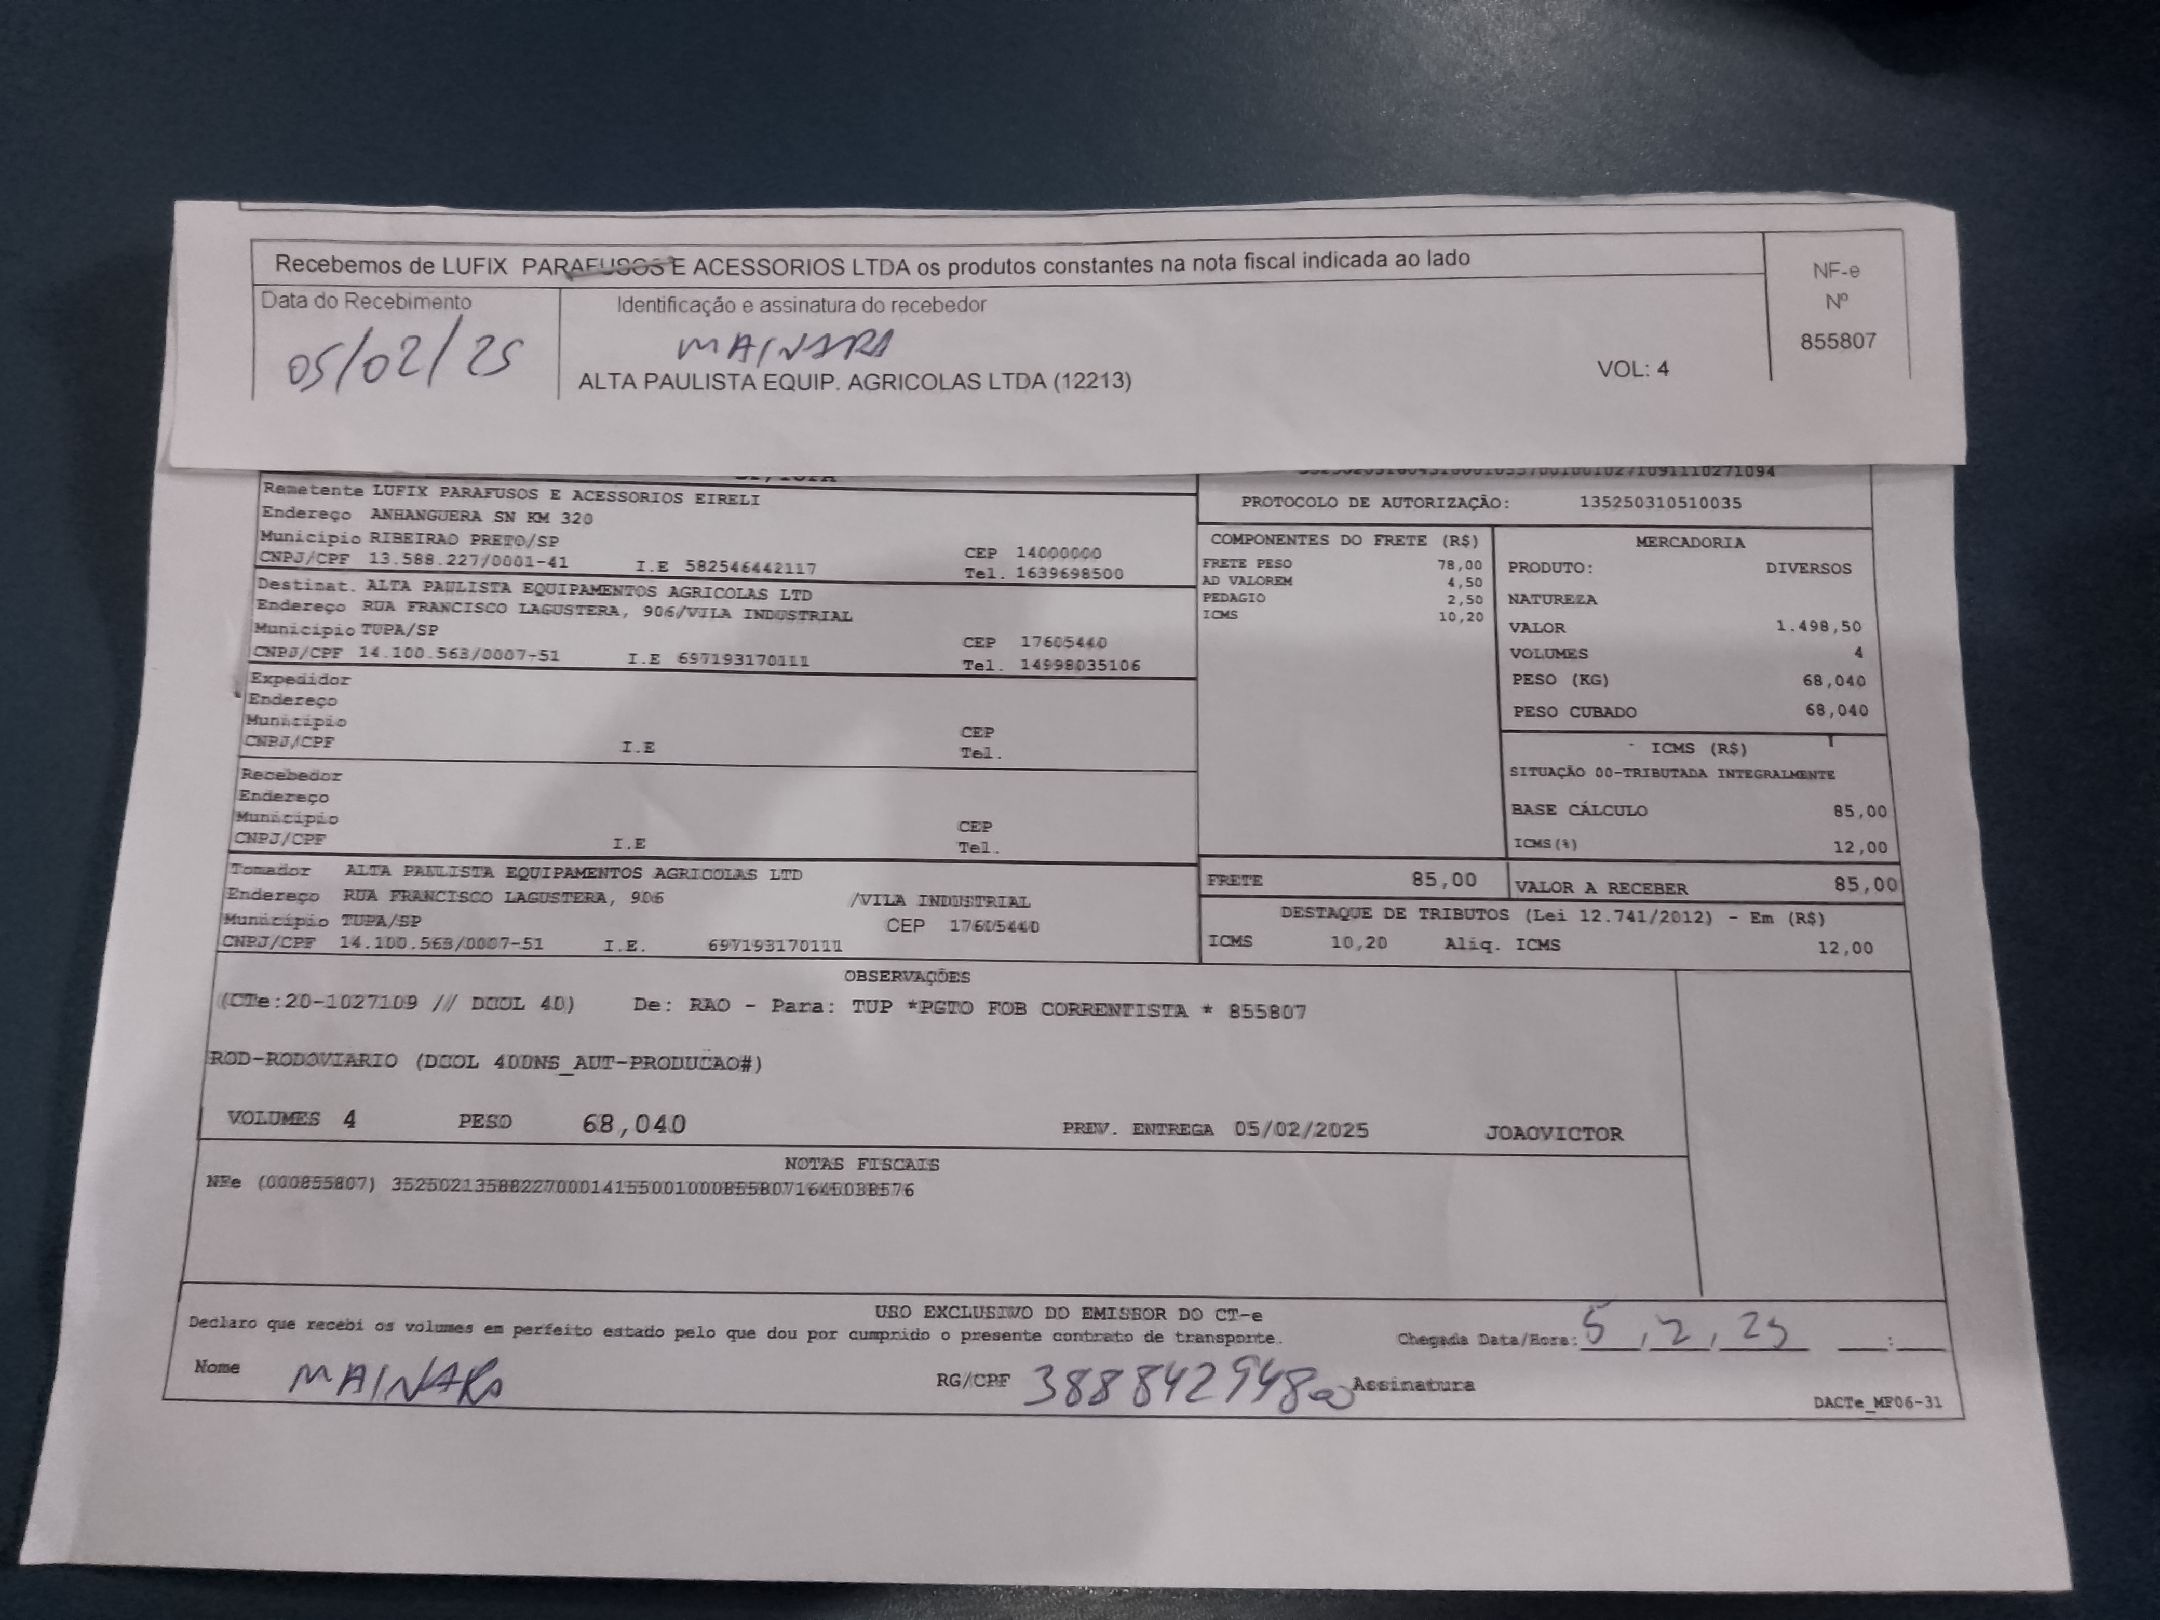 Recebemos de LUFIX PARAFUSOS E ACESSORIOS LTDA os produtos constantes na nota fiscal indicada ao lado
NF-e
Nº
855807
Data do Recebimento
05/02/25
Identificação e assinatura do recebedor
MAINARA
ALTA PAULISTA EQUIP. AGRICOLAS LTDA (12213)
VOL: 4
Remetente LUFIX PARAFUSOS E ACESSORIOS EIRELI
Endereço ANHANGUERA SN KM 320
Município RIBEIRAO PRETO/SP
CEP 14000000
CNPJ/CPF 13.588.227/0001-41 I.E 582546442117 Tel. 1639698500
Destinat. ALTA PAULISTA EQUIPAMENTOS AGRICOLAS LTD
Endereço RUA FRANCISCO LAGUSTERA, 906/VILA INDUSTRIAL
Município TUPA/SP
CEP 17605440
CNPJ/CPF 14.100.563/0007-51 I.E 697193170111 Tel. 14998035106
Expedidor
Endereço
Município
CEP
CNPJ/CPF I.E Tel.
Recebedor
Endereço
Município
CEP
CNPJ/CPF I.E Tel.
Tomador ALTA PAULISTA EQUIPAMENTOS AGRICOLAS LTD
Endereço RUA FRANCISCO LAGUSTERA, 906 /VILA INDUSTRIAL
Município TUPA/SP CEP 17605440
CNPJ/CPF 14.100.563/0007-51 I.E. 697193170111
PROTOCOLO DE AUTORIZAÇÃO: 135250310510035
COMPONENTES DO FRETE (R$)
FRETE PESO 78,00
AD VALOREM 4,50
PEDAGIO 2,50
ICMS 10,20
MERCADORIA
PRODUTO: DIVERSOS
NATUREZA
VALOR 1.498,50
VOLUMES 4
PESO (KG) 68,040
PESO CUBADO 68,040
ICMS (R$)
SITUAÇÃO 00-TRIBUTADA INTEGRALMENTE
BASE CÁLCULO 85,00
ICMS(%) 12,00
FRETE 85,00
VALOR A RECEBER 85,00
DESTAQUE DE TRIBUTOS (Lei 12.741/2012) - Em (R$)
ICMS 10,20 Aliq. ICMS 12,00
OBSERVAÇÕES
(CTe:20-1027109 /// DCOL 40) De: RAO - Para: TUP *PGTO FOB CORRENTISTA * 855807
ROD-RODOVIARIO (DCOL 400NS_AUT-PRODUCAO#)
VOLUMES 4 PESO 68,040 PREV. ENTREGA 05/02/2025 JOAOVICTOR
NOTAS FISCAIS
NFe (000855807) 35250213588227000141550010008558071645038576
USO EXCLUSIVO DO EMISSOR DO CT-e
Declaro que recebi os volumes em perfeito estado pelo que dou por cumprido o presente contrato de transporte.
Chegada Data/Hora: 5,2,25 :
Nome MAINARA RG/CPF 388842948 Assinatura
DACTe_MF06-31